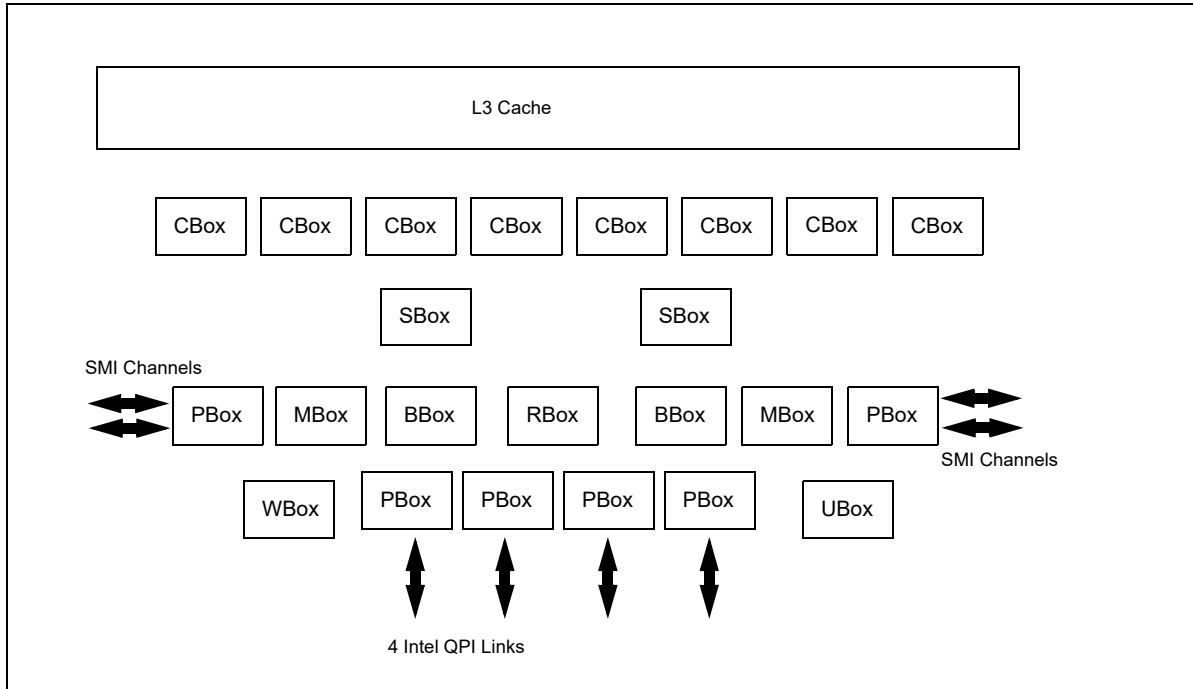 L3 Cache
CBox CBox CBox CBox CBox CBox CBox CBox
SBox SBox
SMI Channels
PBox MBox BBox RBox BBox MBox PBox
SMI Channels
WBox PBox PBox PBox PBox UBox
4 Intel QPI Links